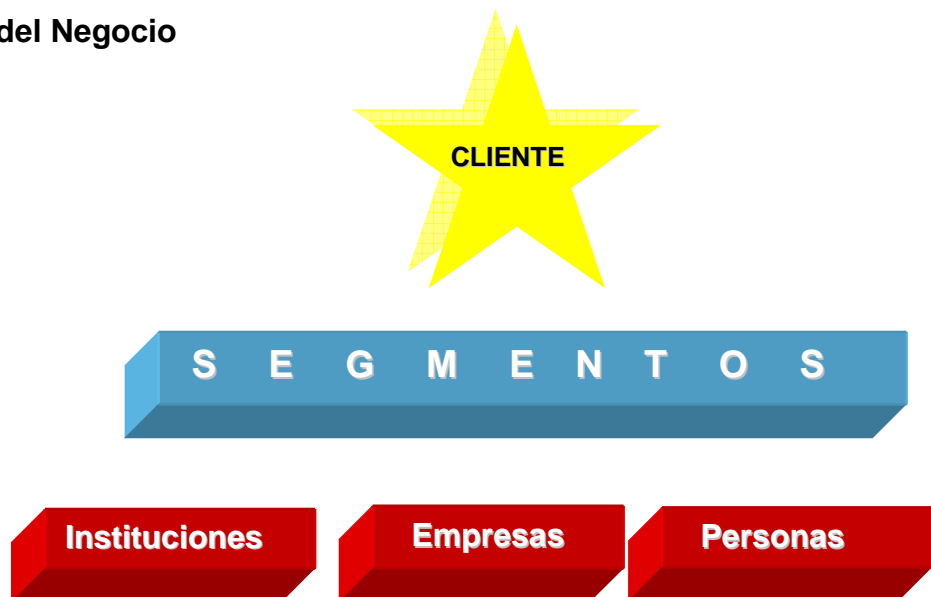 del Negocio
CLIENTE
S E G M E N T O S
Instituciones
Empresas
Personas